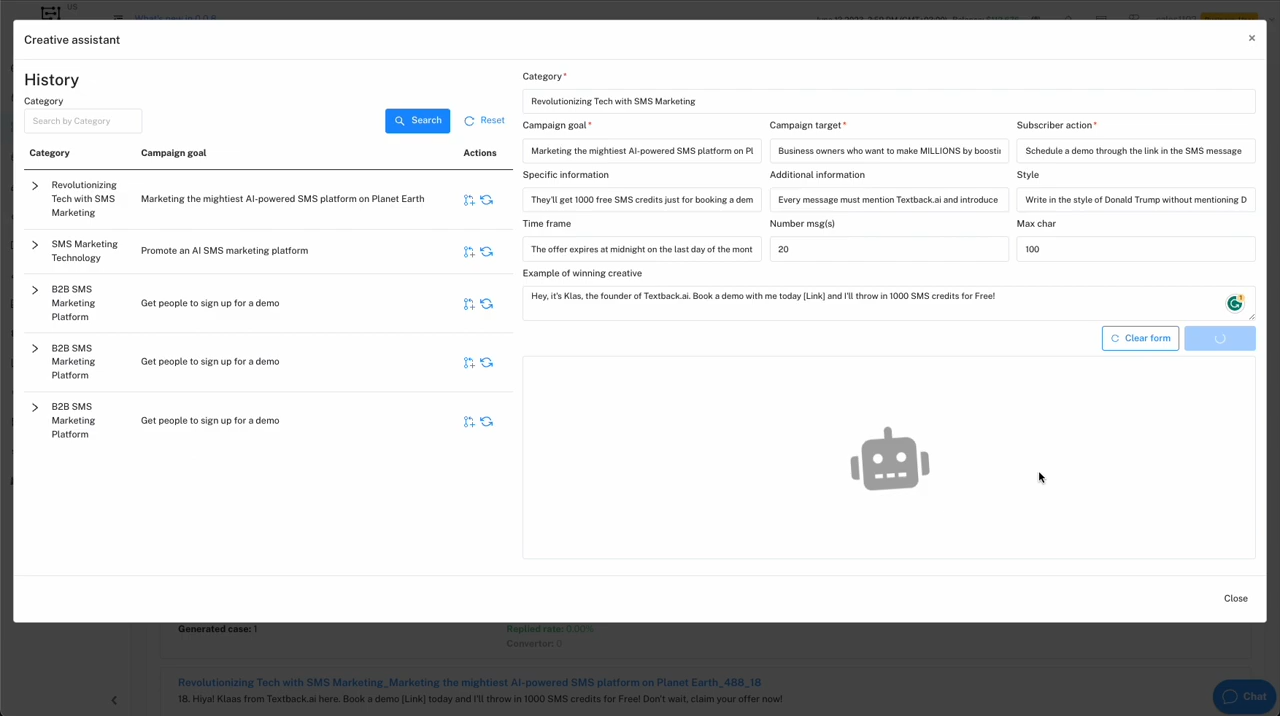 US
What's new in 0.0.8
Creative assistant
×
History
Category
Search by Category
Search
Reset
Category
Campaign goal
Actions
Revolutionizing
Tech with SMS
Marketing
Marketing the mightiest AI-powered SMS platform on Planet Earth
SMS Marketing
Technology
Promote an AI SMS marketing platform
B2B SMS
Marketing
Platform
Get people to sign up for a demo
B2B SMS
Marketing
Platform
Get people to sign up for a demo
B2B SMS
Marketing
Platform
Get people to sign up for a demo
Category*
Revolutionizing Tech with SMS Marketing
Campaign goal*
Campaign target*
Subscriber action*
Marketing the mightiest AI-powered SMS platform on Pl
Business owners who want to make MILLIONS by boosti
Schedule a demo through the link in the SMS message
Specific information
Additional information
Style
They'll get 1000 free SMS credits just for booking a dem
Every message must mention Textback.ai and introduce
Write in the style of Donald Trump without mentioning D
Time frame
Number msg(s)
Max char
The offer expires at midnight on the last day of the mont
20
100
Example of winning creative
Hey, it's Klas, the founder of Textback.ai. Book a demo with me today [Link] and I'll throw in 1000 SMS credits for Free!
Clear form
Close
Generated case: 1
Replied rate: 0.00%
Convertor: 0
Revolutionizing Tech with SMS Marketing_Marketing the mightiest AI-powered SMS platform on Planet Earth_488_18
18. Hiya! Klaas from Textback.ai here. Book a demo [Link] today and I'll throw in 1000 SMS credits for Free! Don't wait, claim your offer now!
Chat